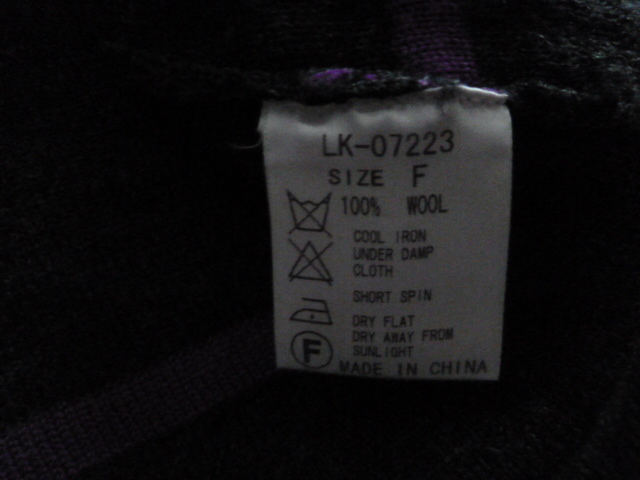 LK-07223
SIZE F
100% WOOL
COOL IRON
UNDER DAMP
CLOTH
SHORT SPIN
DRY FLAT
DRY AWAY FROM
SUNLIGHT
F
MADE IN CHINA